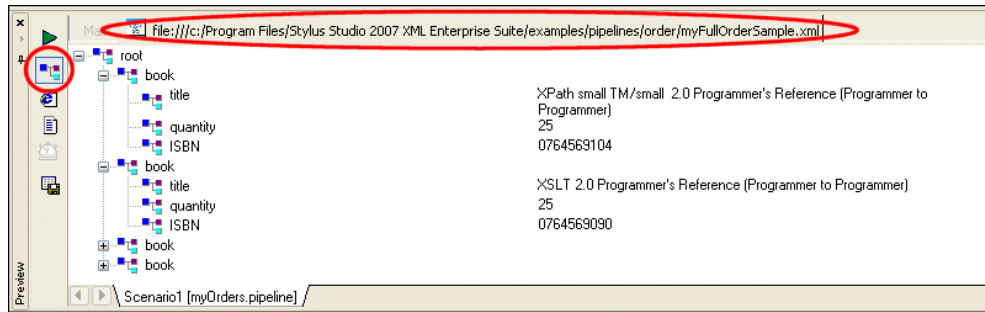 Ma
file:///c:/Program Files/Stylus Studio 2007 XML Enterprise Suite/examples/pipelines/order/myFullOrderSample.xml
root
book
title XPath small TM/small 2.0 Programmer's Reference (Programmer to
Programmer)
quantity 25
ISBN 0764569104
book
title XSLT 2.0 Programmer's Reference (Programmer to Programmer)
quantity 25
ISBN 0764569090
book
book
Preview
Scenario1 [myOrders.pipeline]